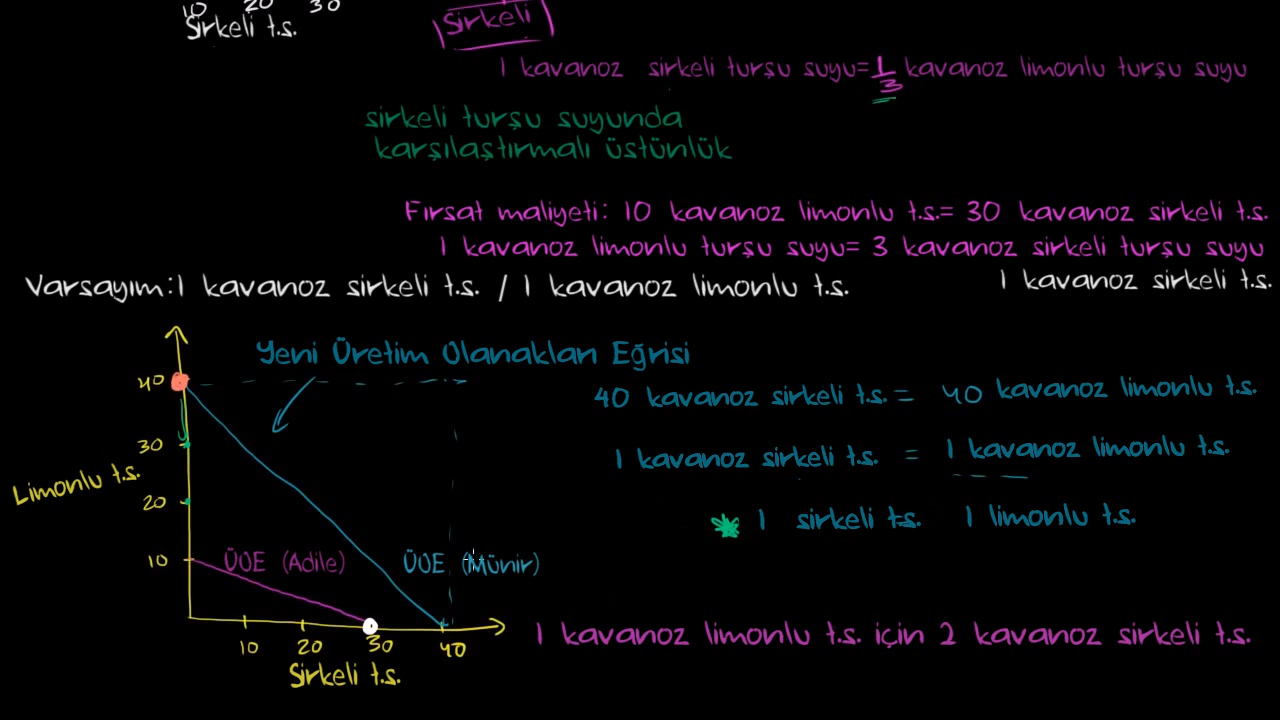 10 20 30
Sirkeli t.s.
Sirkeli
1 kavanoz sirkeli turşu suyu=1/3 kavanoz limonlu turşu suyu
sirkeli turşu suyunda
karşılaştırmalı üstünlük
Fırsat maliyeti: 10 kavanoz limonlu t.s.= 30 kavanoz sirkeli t.s.
1 kavanoz limonlu turşu suyu= 3 kavanoz sirkeli turşu suyu
Varsayım:1 kavanoz sirkeli t.s. / 1 kavanoz limonlu t.s.
1 kavanoz sirkeli t.s.
Yeni Üretim Olanakları Eğrisi
40
40 kavanoz sirkeli t.s. = 40 kavanoz limonlu t.s.
30
1 kavanoz sirkeli t.s. = 1 kavanoz limonlu t.s.
Limonlu t.s.
20
1 sirkeli t.s. 1 limonlu t.s.
10
ÜOE (Adile)
ÜOE (Münir)
1 kavanoz limonlu t.s. için 2 kavanoz sirkeli t.s.
10 20 30 40
Sirkeli t.s.